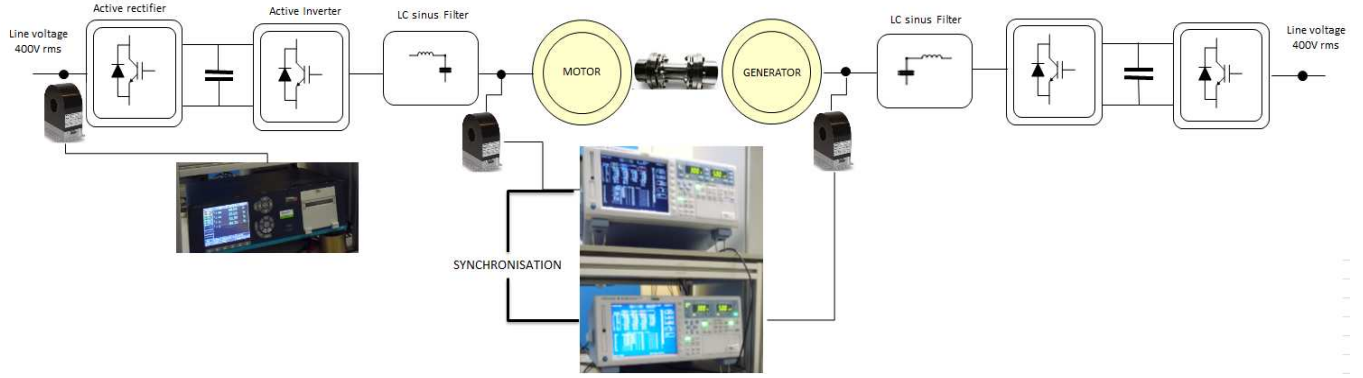 Active rectifier
Active Inverter
LC sinus Filter
LC sinus Filter
Line voltage
400V rms
MOTOR
GENERATOR
Line voltage
400V rms
SYNCHRONISATION